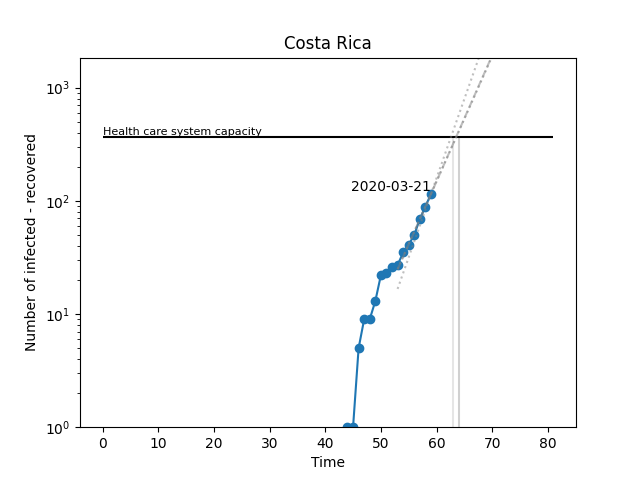 Costa Rica
Number of infected - recovered
10³
10²
10¹
10⁰
Health care system capacity
2020-03-21
0 10 20 30 40 50 60 70 80
Time